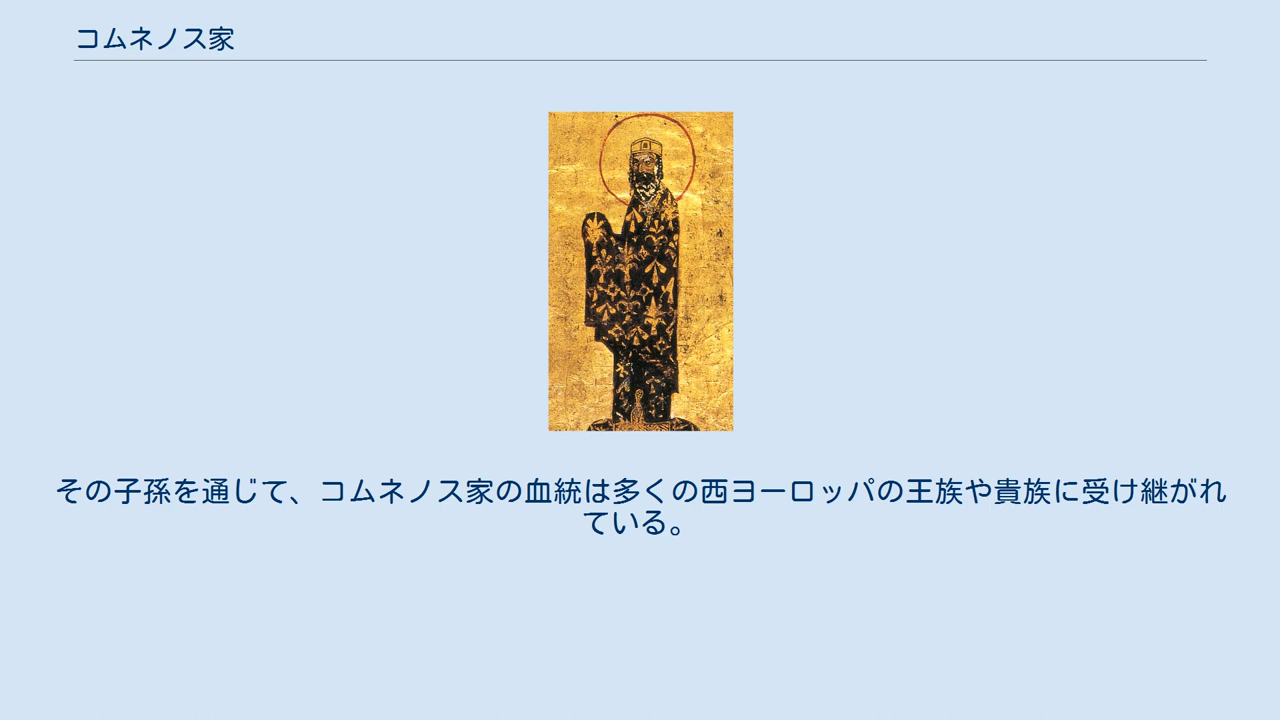 コムネノス家
その子孫を通じて、コムネノス家の血統は多くの西ヨーロッパの王族や貴族に受け継がれ
ている。